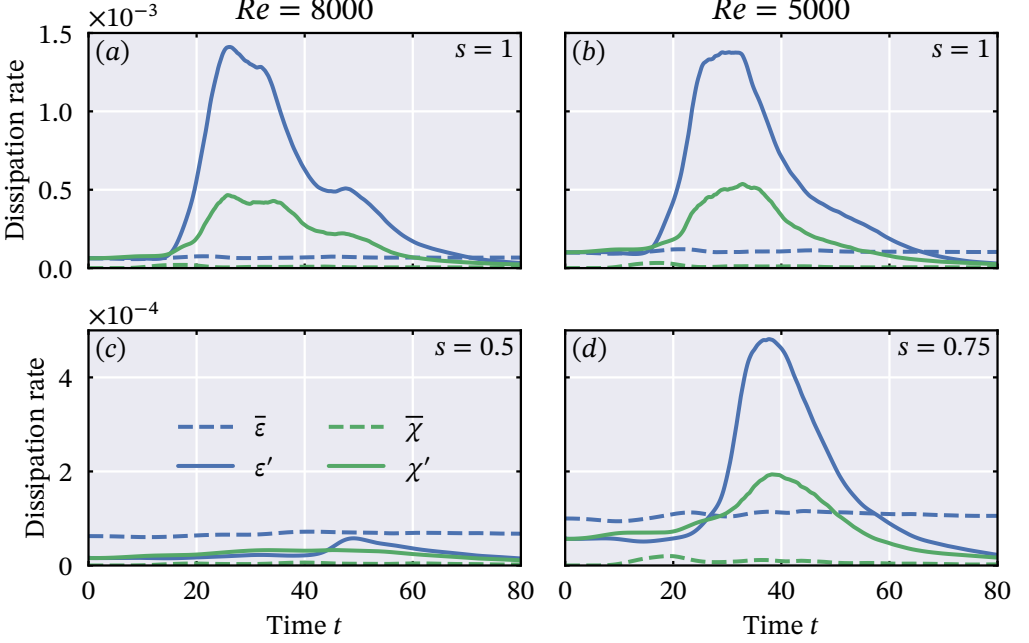 Re = 8000
Re = 5000
×10⁻³
1.5
1.0
0.5
0.0
Dissipation rate
(a)
s = 1
(b)
s = 1
×10⁻⁴
4
2
0
Dissipation rate
(c)
s = 0.5
(d)
s = 0.75
ε̅
χ̅
ε′
χ′
0 20 40 60 80
0 20 40 60 80
Time t
Time t